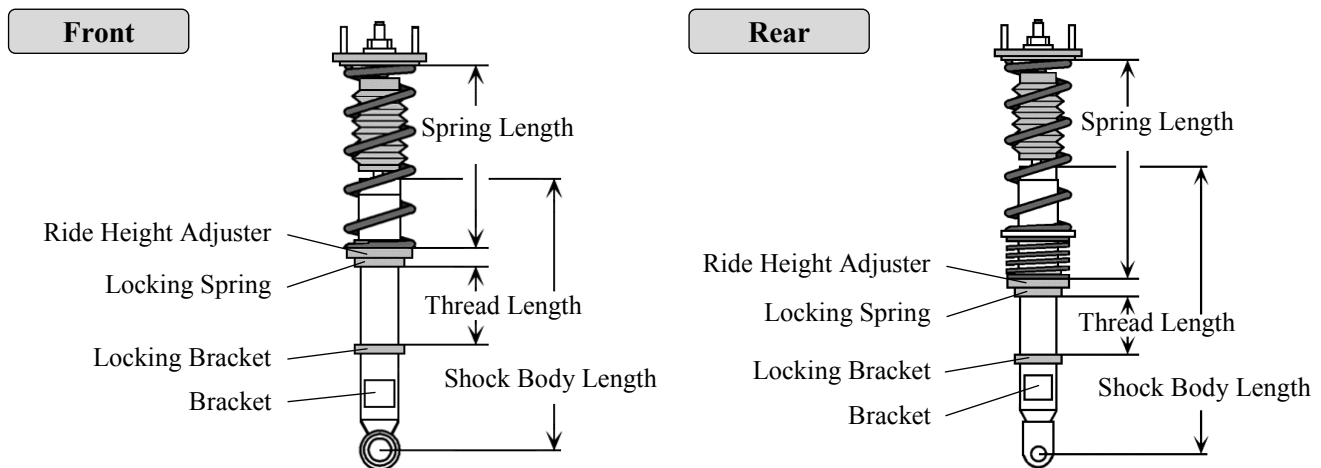 Front
Spring Length
Ride Height Adjuster
Locking Spring
Thread Length
Locking Bracket
Shock Body Length
Bracket
Rear
Spring Length
Ride Height Adjuster
Locking Spring
Thread Length
Locking Bracket
Shock Body Length
Bracket